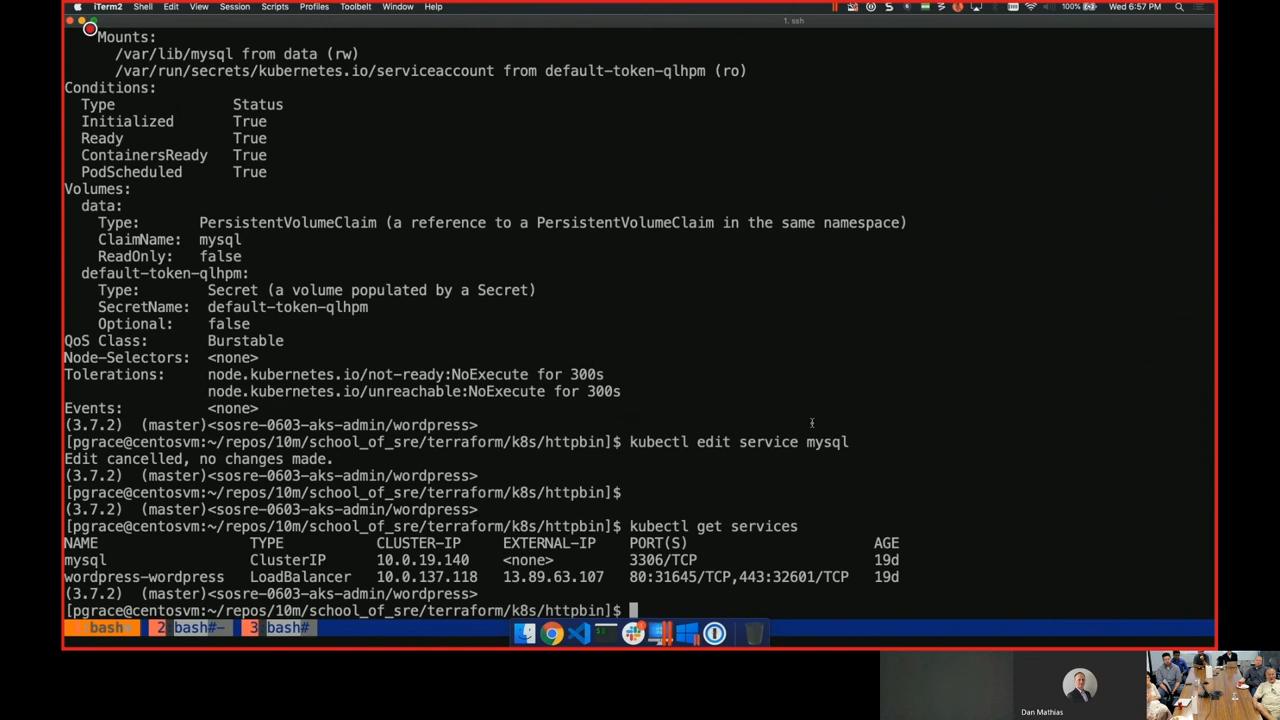 iTerm2 Shell Edit View Session Scripts Profiles Toolbelt Window Help 100% Wed 6:57 PM
1. ssh
Mounts:
/var/lib/mysql from data (rw)
/var/run/secrets/kubernetes.io/serviceaccount from default-token-qlhpm (ro)
Conditions:
Type Status
Initialized True
Ready True
ContainersReady True
PodScheduled True
Volumes:
data:
Type: PersistentVolumeClaim (a reference to a PersistentVolumeClaim in the same namespace)
ClaimName: mysql
ReadOnly: false
default-token-qlhpm:
Type: Secret (a volume populated by a Secret)
SecretName: default-token-qlhpm
Optional: false
QoS Class: Burstable
Node-Selectors: <none>
Tolerations: node.kubernetes.io/not-ready:NoExecute for 300s
node.kubernetes.io/unreachable:NoExecute for 300s
Events: <none>
(3.7.2) (master)<sosre-0603-aks-admin/wordpress>
[pgrace@centosvm:~/repos/10m/school_of_sre/terraform/k8s/httpbin]$ kubectl edit service mysql
Edit cancelled, no changes made.
(3.7.2) (master)<sosre-0603-aks-admin/wordpress>
[pgrace@centosvm:~/repos/10m/school_of_sre/terraform/k8s/httpbin]$
(3.7.2) (master)<sosre-0603-aks-admin/wordpress>
[pgrace@centosvm:~/repos/10m/school_of_sre/terraform/k8s/httpbin]$ kubectl get services
NAME TYPE CLUSTER-IP EXTERNAL-IP PORT(S) AGE
mysql ClusterIP 10.0.19.140 <none> 3306/TCP 19d
wordpress-wordpress LoadBalancer 10.0.137.118 13.89.63.107 80:31645/TCP,443:32601/TCP 19d
(3.7.2) (master)<sosre-0603-aks-admin/wordpress>
[pgrace@centosvm:~/repos/10m/school_of_sre/terraform/k8s/httpbin]$
bash 2 bash#- 3 bash#
Dan Mathias